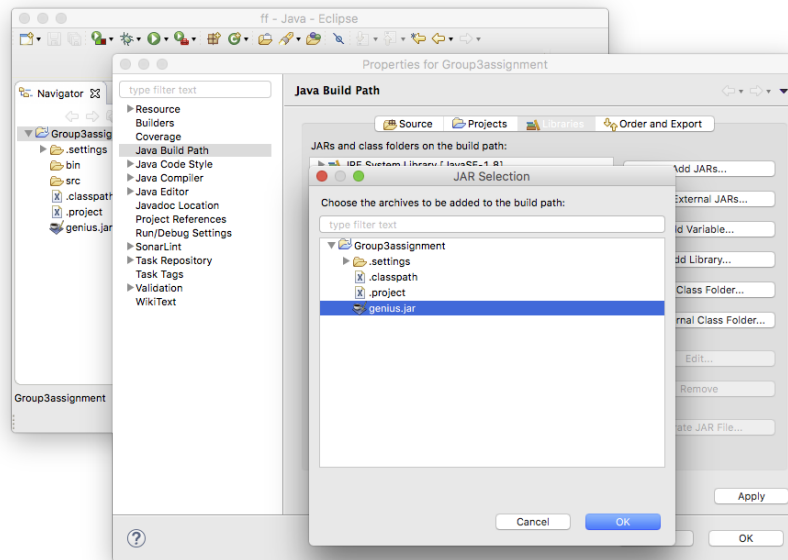 ff - Java - Eclipse
Properties for Group3assignment
Navigator
Group3assig
.settings
bin
src
.classpath
.project
genius.jar
Group3assignment
type filter text
Resource
Builders
Coverage
Java Build Path
Java Code Style
Java Compiler
Java Editor
Javadoc Location
Project References
Run/Debug Settings
SonarLint
Task Repository
Task Tags
Validation
WikiText
Java Build Path
Source
Projects
Libraries
Order and Export
JARs and class folders on the build path:
JRE System Library [JavaSE-1.8]
Add JARs...
External JARs...
dd Variable...
dd Library...
Class Folder...
rnal Class Folder...
Edit...
Remove
ate JAR File...
Apply
OK
JAR Selection
Choose the archives to be added to the build path:
type filter text
Group3assignment
.settings
.classpath
.project
genius.jar
Cancel
OK